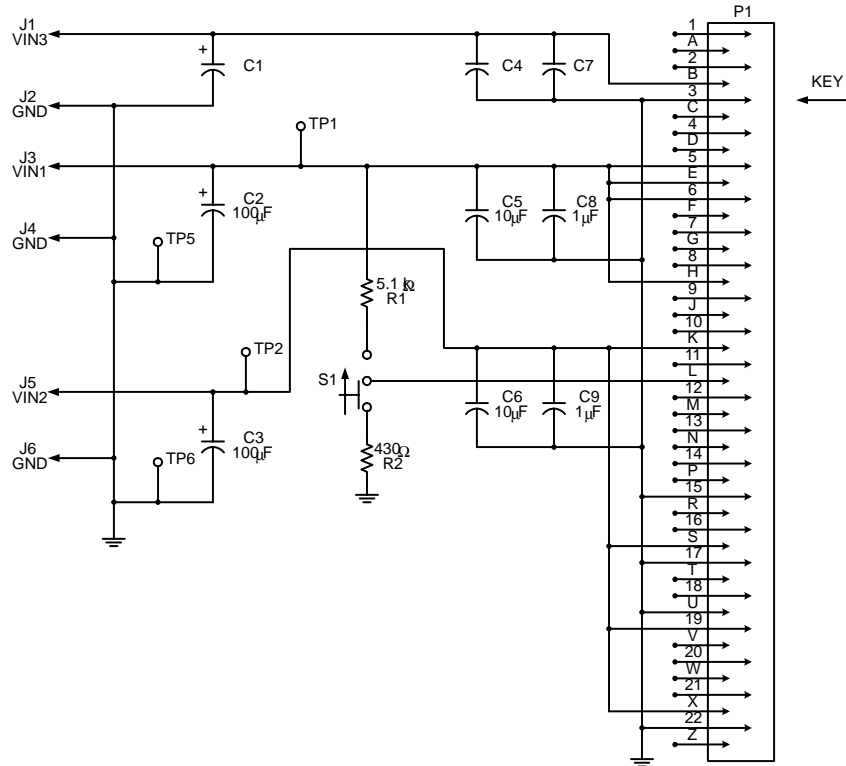 J1
VIN3
J2
GND
J3
VIN1
J4
GND
J5
VIN2
J6
GND
+
C1
C4
C7
TP1
+
C2
100µF
C5
10µF
C8
1µF
TP5
5.1 kΩ
R1
TP2
S1
+
C3
100µF
C6
10µF
C9
1µF
TP6
430Ω
R2
P1
KEY
1
A
2
B
3
C
4
D
5
E
6
F
7
G
8
H
9
J
10
K
11
L
12
M
13
N
14
P
15
R
16
S
17
T
18
U
19
V
20
W
21
X
22
Z